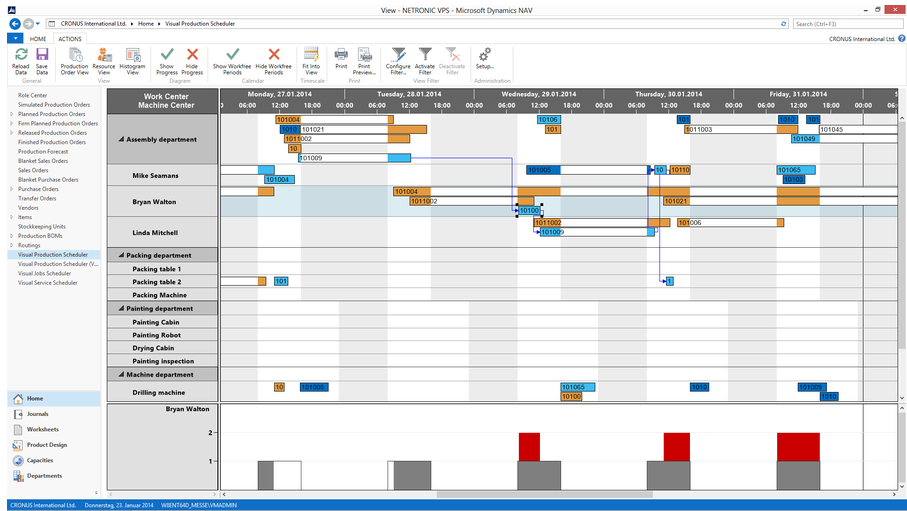 View - NETRONIC VPS - Microsoft Dynamics NAV
CRONUS International Ltd. Home Visual Production Scheduler
Search (Ctrl+F3)
HOME ACTIONS
CRONUS International Ltd.
Reload Data Save Data Production Order View Resource View Histogram View Show Progress Hide Progress Show Workfree Periods Hide Workfree Periods Fit Into View Print Print Preview... Configure Filter... Activate Filter Deactivate Filter Setup...
General View Diagram Calendar Timescale Print View Filter Administration
Role Center
Simulated Production Orders
Planned Production Orders
Firm Planned Production Orders
Released Production Orders
Finished Production Orders
Production Forecast
Blanket Sales Orders
Sales Orders
Blanket Purchase Orders
Purchase Orders
Transfer Orders
Vendors
Items
Stockkeeping Units
Production BOMs
Routings
Visual Production Scheduler
Visual Production Scheduler (V...
Visual Jobs Scheduler
Visual Service Scheduler
Home
Journals
Worksheets
Product Design
Capacities
Departments
Work Center
Machine Center
Monday, 27.01.2014 Tuesday, 28.01.2014 Wednesday, 29.01.2014 Thursday, 30.01.2014 Friday, 31.01.2014
12:00 18:00 00:00 06:00 12:00 18:00 00:00 06:00 12:00 18:00 00:00 06:00 12:00 18:00 00:00 06:00 12:00 18:00 00:00 06:00
101004 10106 101 1010 101
Assembly department
1010 101021 101 1011003 101045
1011002 101049
10
101009
Mike Seamans
101005 10 10110 101065
101004 10102
Bryan Walton
101004
1011002 101021
10100
Linda Mitchell
1011002 101006
101009
Packing department
Packing table 1
Packing table 2
101 1
Packing Machine
Painting department
Painting Cabin
Painting Robot
Drying Cabin
Painting inspection
Machine department
Drilling machine
10 101005 101065 1010 101009
10100 1010
Bryan Walton
2
1
CRONUS International Ltd. Donnerstag, 23. Januar 2014 WIBENT64D_MESSE\VMADMIN